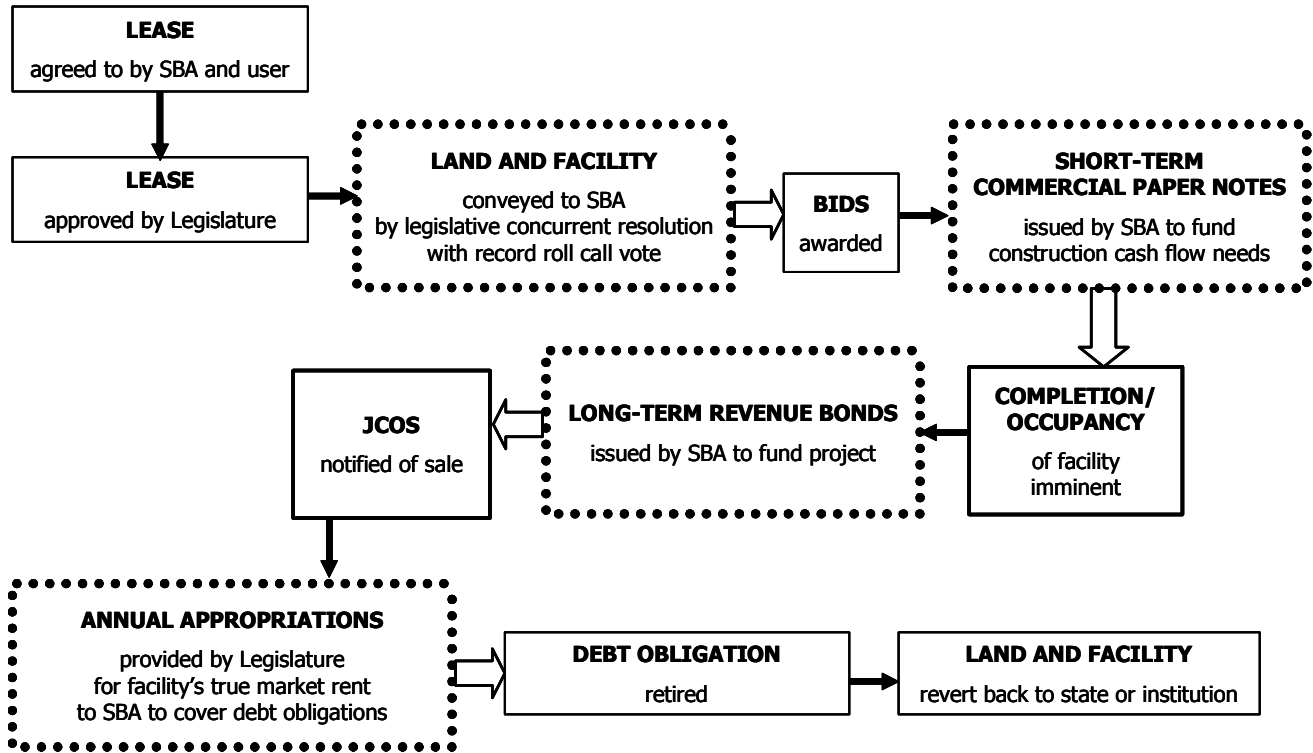 LEASE
agreed to by SBA and user
LEASE
approved by Legislature
LAND AND FACILITY
conveyed to SBA
by legislative concurrent resolution
with record roll call vote
BIDS
awarded
SHORT-TERM
COMMERCIAL PAPER NOTES
issued by SBA to fund
construction cash flow needs
COMPLETION/
OCCUPANCY
of facility
imminent
LONG-TERM REVENUE BONDS
issued by SBA to fund project
JCOS
notified of sale
ANNUAL APPROPRIATIONS
provided by Legislature
for facility’s true market rent
to SBA to cover debt obligations
DEBT OBLIGATION
retired
LAND AND FACILITY
revert back to state or institution